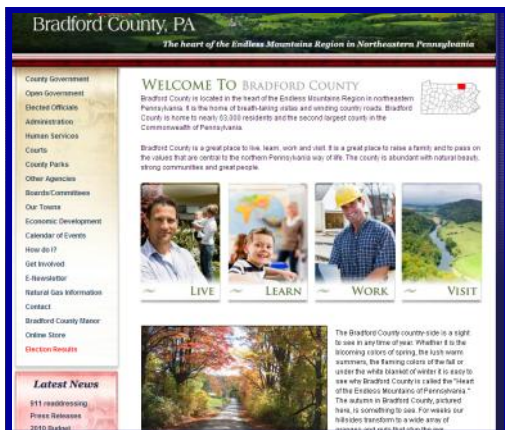 Bradford County, PA
The heart of the Endless Mountains Region in Northeastern Pennsylvania
County Government
Open Government
Elected Officials
Administration
Human Services
Courts
County Parks
Other Agencies
Boards/Committees
Our Towns
Economic Development
Calendar of Events
How do I?
Get Involved
E-Newsletter
Natural Gas Information
Contact
Bradford County Manor
Online Store
Election Results
Latest News
911 readdressing
Press Releases
2010 Budget
WELCOME TO BRADFORD COUNTY
Bradford County is located in the heart of the Endless Mountains Region in northeastern
Pennsylvania. It is the home of breath-taking vistas and winding county roads. Bradford
County is home to nearly 63,000 residents and the second largest county in the
Commonwealth of Pennsylvania.
Bradford County is a great place to live, learn, work and visit. It is a great place to raise a family and to pass on
the values that are central to the northern Pennsylvania way of life. The county is abundant with natural beauty,
strong communities and great people.
LIVE
LEARN
WORK
VISIT
The Bradford County country-side is a sight
to see in any time of year. Whether it is the
blooming colors of spring, the lush warm
summers, the flaming colors of the fall or
under the white blanket of winter it is easy to
see why Bradford County is called the "Heart
of the Endless Mountains of Pennsylvania."
The autumn in Bradford County, pictured
here, is something to see. For weeks our
hillsides transform to a wide array of